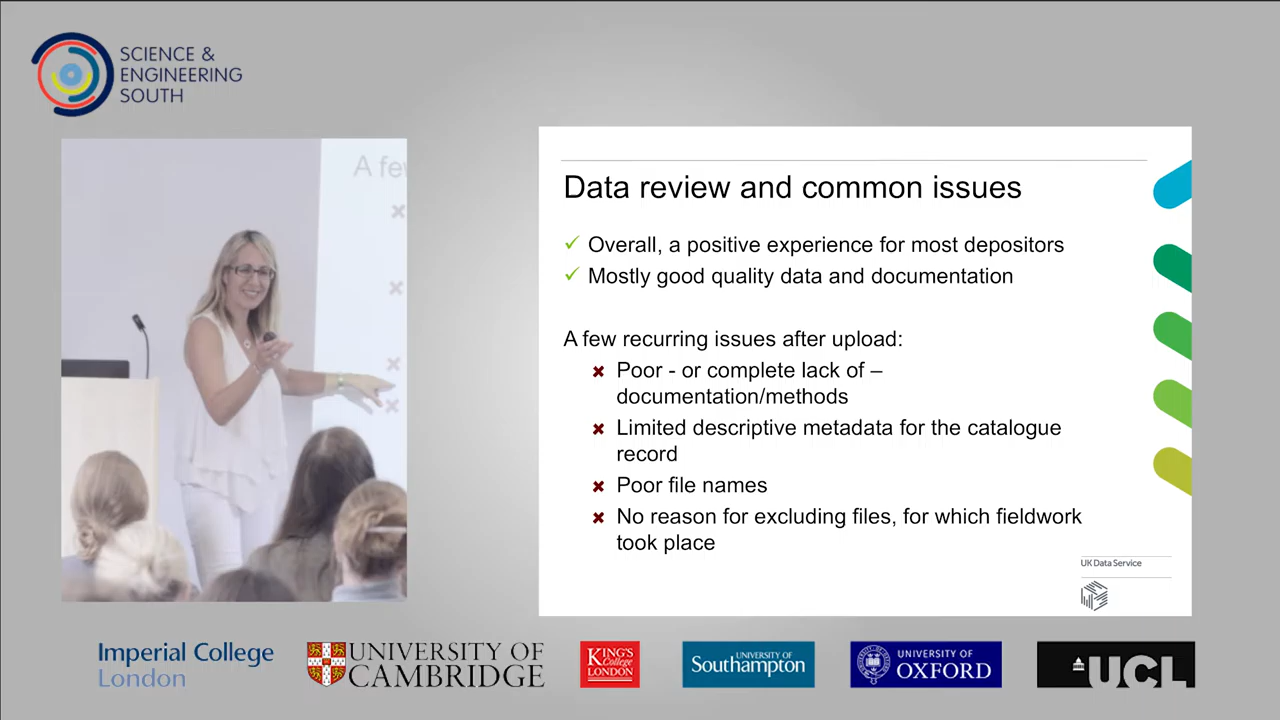 SCIENCE &
ENGINEERING
SOUTH
A few
Data review and common issues
Overall, a positive experience for most depositors
Mostly good quality data and documentation
A few recurring issues after upload:
Poor - or complete lack of –
documentation/methods
Limited descriptive metadata for the catalogue
record
Poor file names
No reason for excluding files, for which fieldwork
took place
UK Data Service
Imperial College
London
UNIVERSITY OF
CAMBRIDGE
KING'S
College
LONDON
UNIVERSITY OF
Southampton
UNIVERSITY OF
OXFORD
UCL